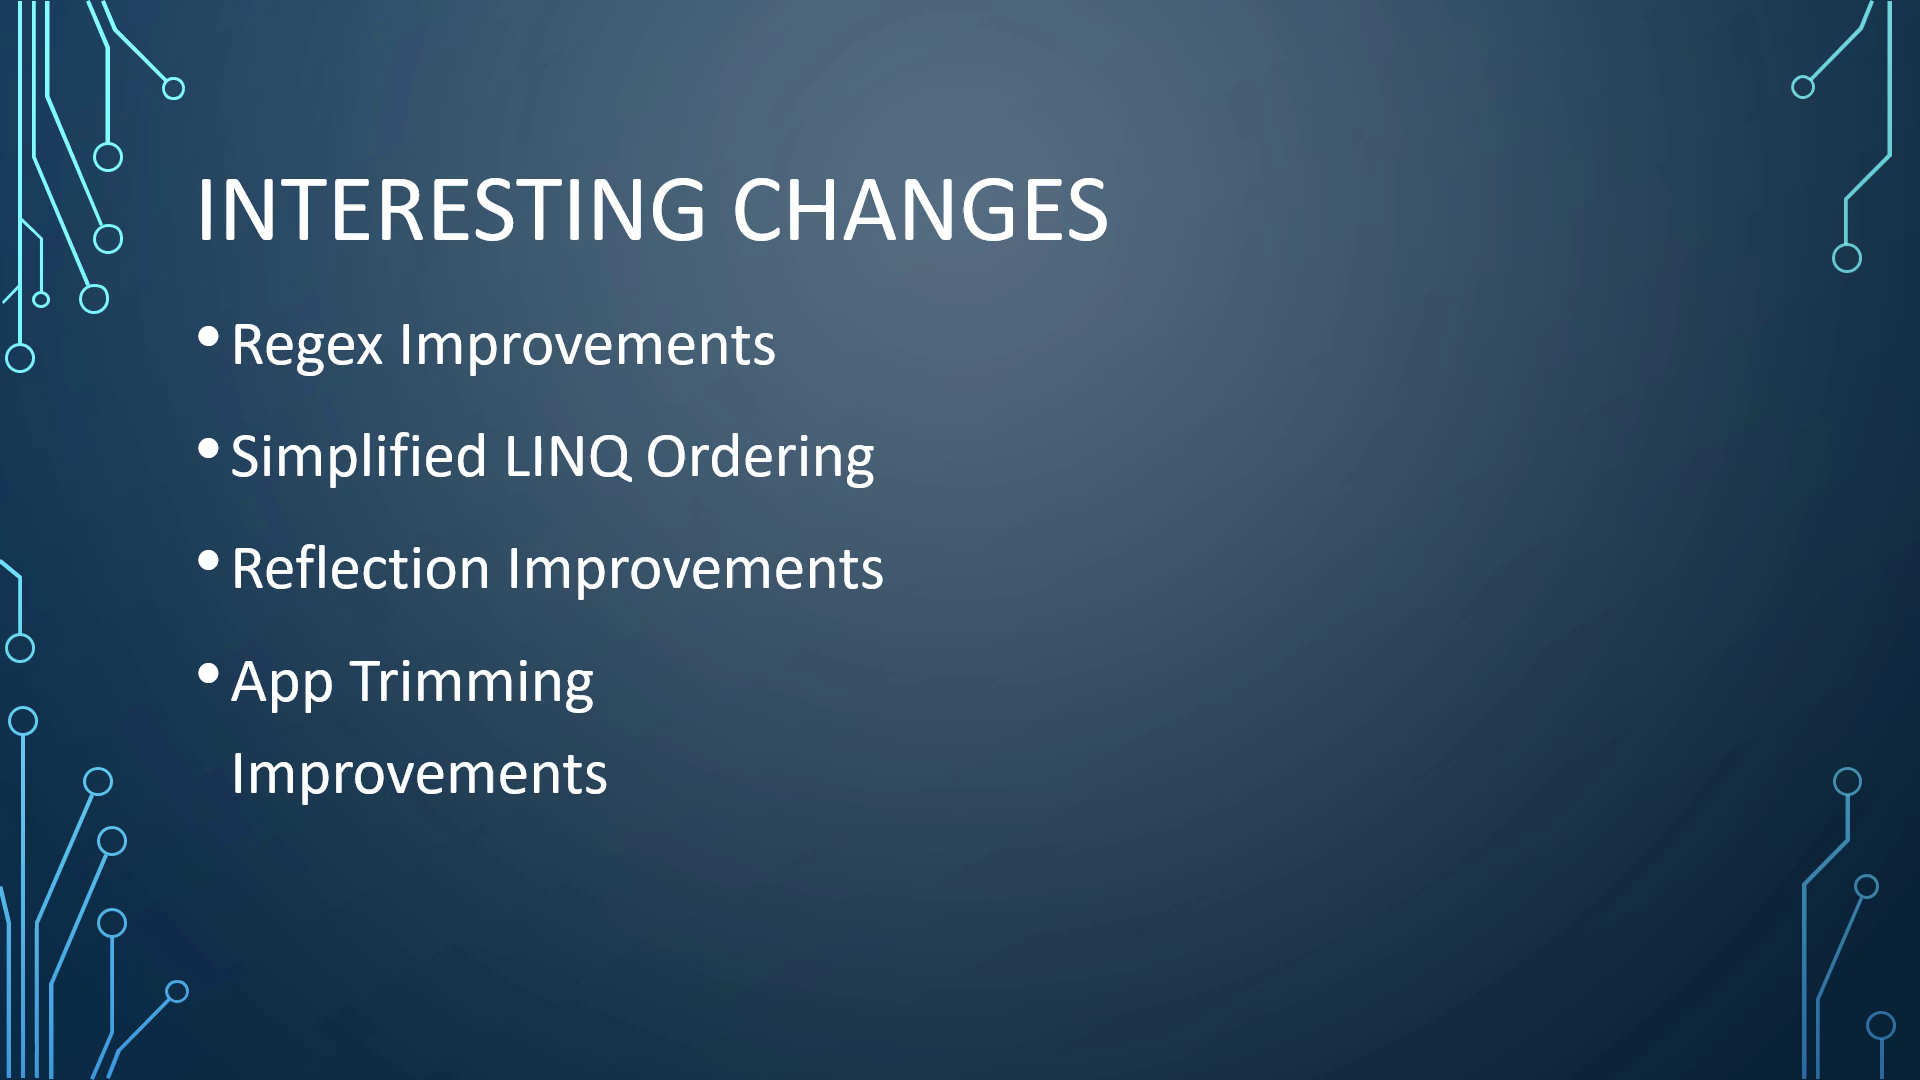 INTERESTING CHANGES
• Regex Improvements
• Simplified LINQ Ordering
• Reflection Improvements
• App Trimming
Improvements